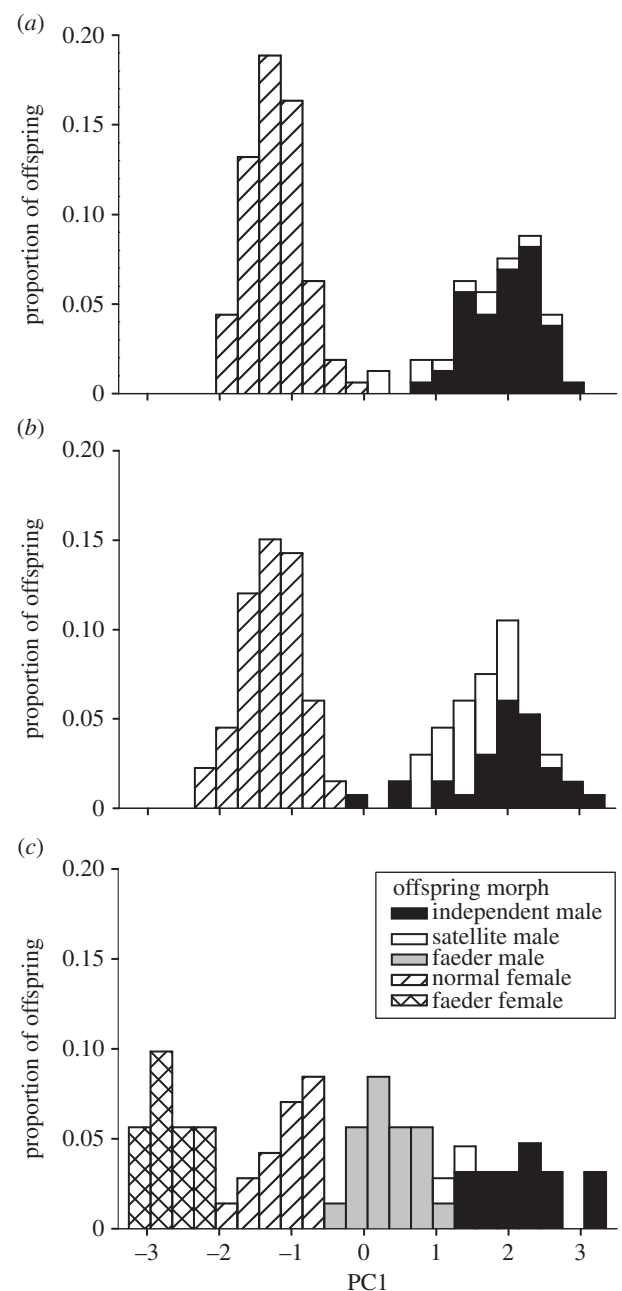 (a)
0.20
0.15
0.10
0.05
0
proportion of offspring
(b)
0.20
0.15
0.10
0.05
0
proportion of offspring
(c)
0.20
0.15
0.10
0.05
0
proportion of offspring
offspring morph
independent male
satellite male
faeder male
normal female
faeder female
–3 –2 –1 0 1 2 3
PC1